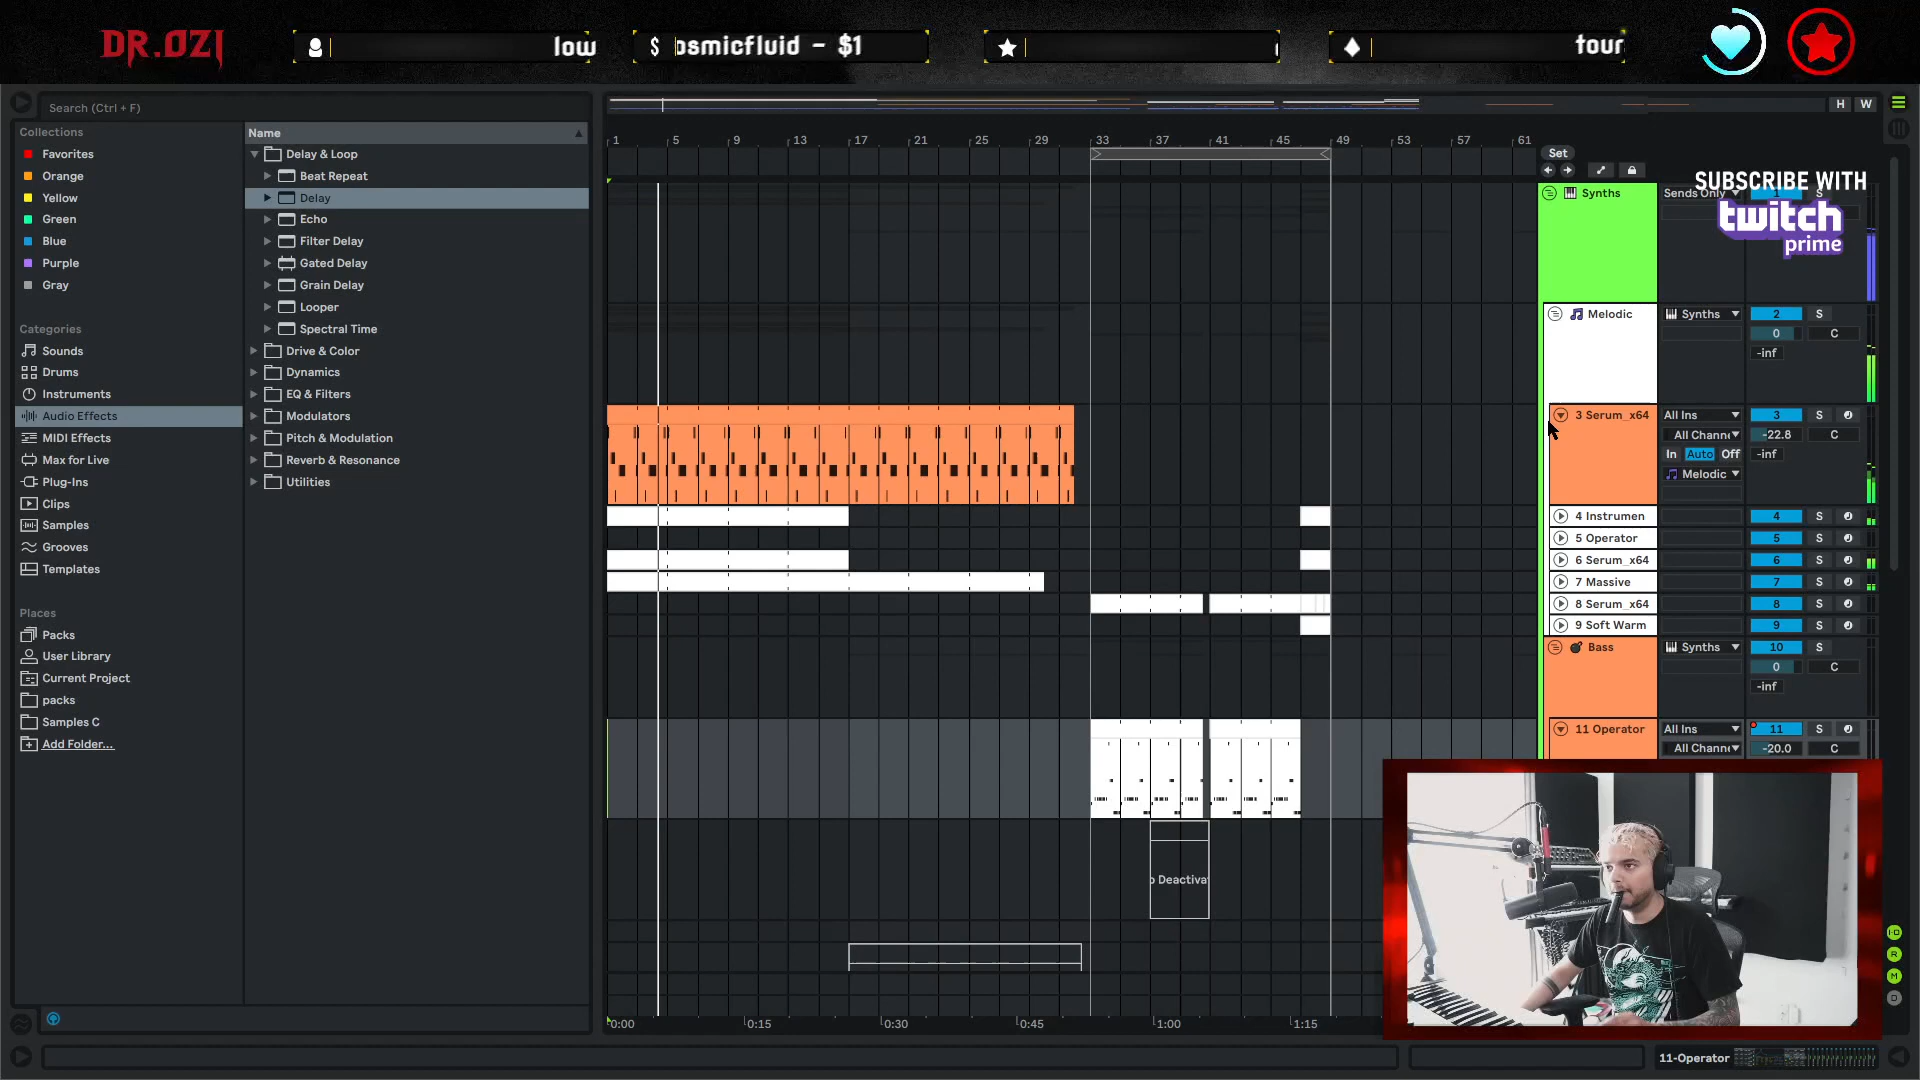 DR.OZI
low
$ osmicfluid - $1
tour
Search (Ctrl + F)
H W
Collections
Favorites
Orange
Yellow
Green
Blue
Purple
Gray
Categories
Sounds
Drums
Instruments
Audio Effects
MIDI Effects
Max for Live
Plug-Ins
Clips
Samples
Grooves
Templates
Places
Packs
User Library
Current Project
packs
Samples C
Add Folder...
Name
Delay & Loop
Beat Repeat
Delay
Echo
Filter Delay
Gated Delay
Grain Delay
Looper
Spectral Time
Drive & Color
Dynamics
EQ & Filters
Modulators
Pitch & Modulation
Reverb & Resonance
Utilities
1 5 9 13 17 21 25 29 33 37 41 45 49 53 57 61
Set
SUBSCRIBE WITH
twitch
prime
Synths Sends Only 1 S
Melodic Synths 2 S
0 C
-inf
3 Serum_x64 All Ins 3 S
All Chann -22.8 C
In Auto Off -inf
Melodic
4 Instrumen 4 S
5 Operator 5 S
6 Serum_x64 6 S
7 Massive 7 S
8 Serum_x64 8 S
9 Soft Warm 9 S
Bass Synths 10 S
0 C
-inf
11 Operator All Ins 11 S
All Chann -20.0 C
o Deactiva
0:00 0:15 0:30 0:45 1:00 1:15
I·O
R
M
D
11-Operator